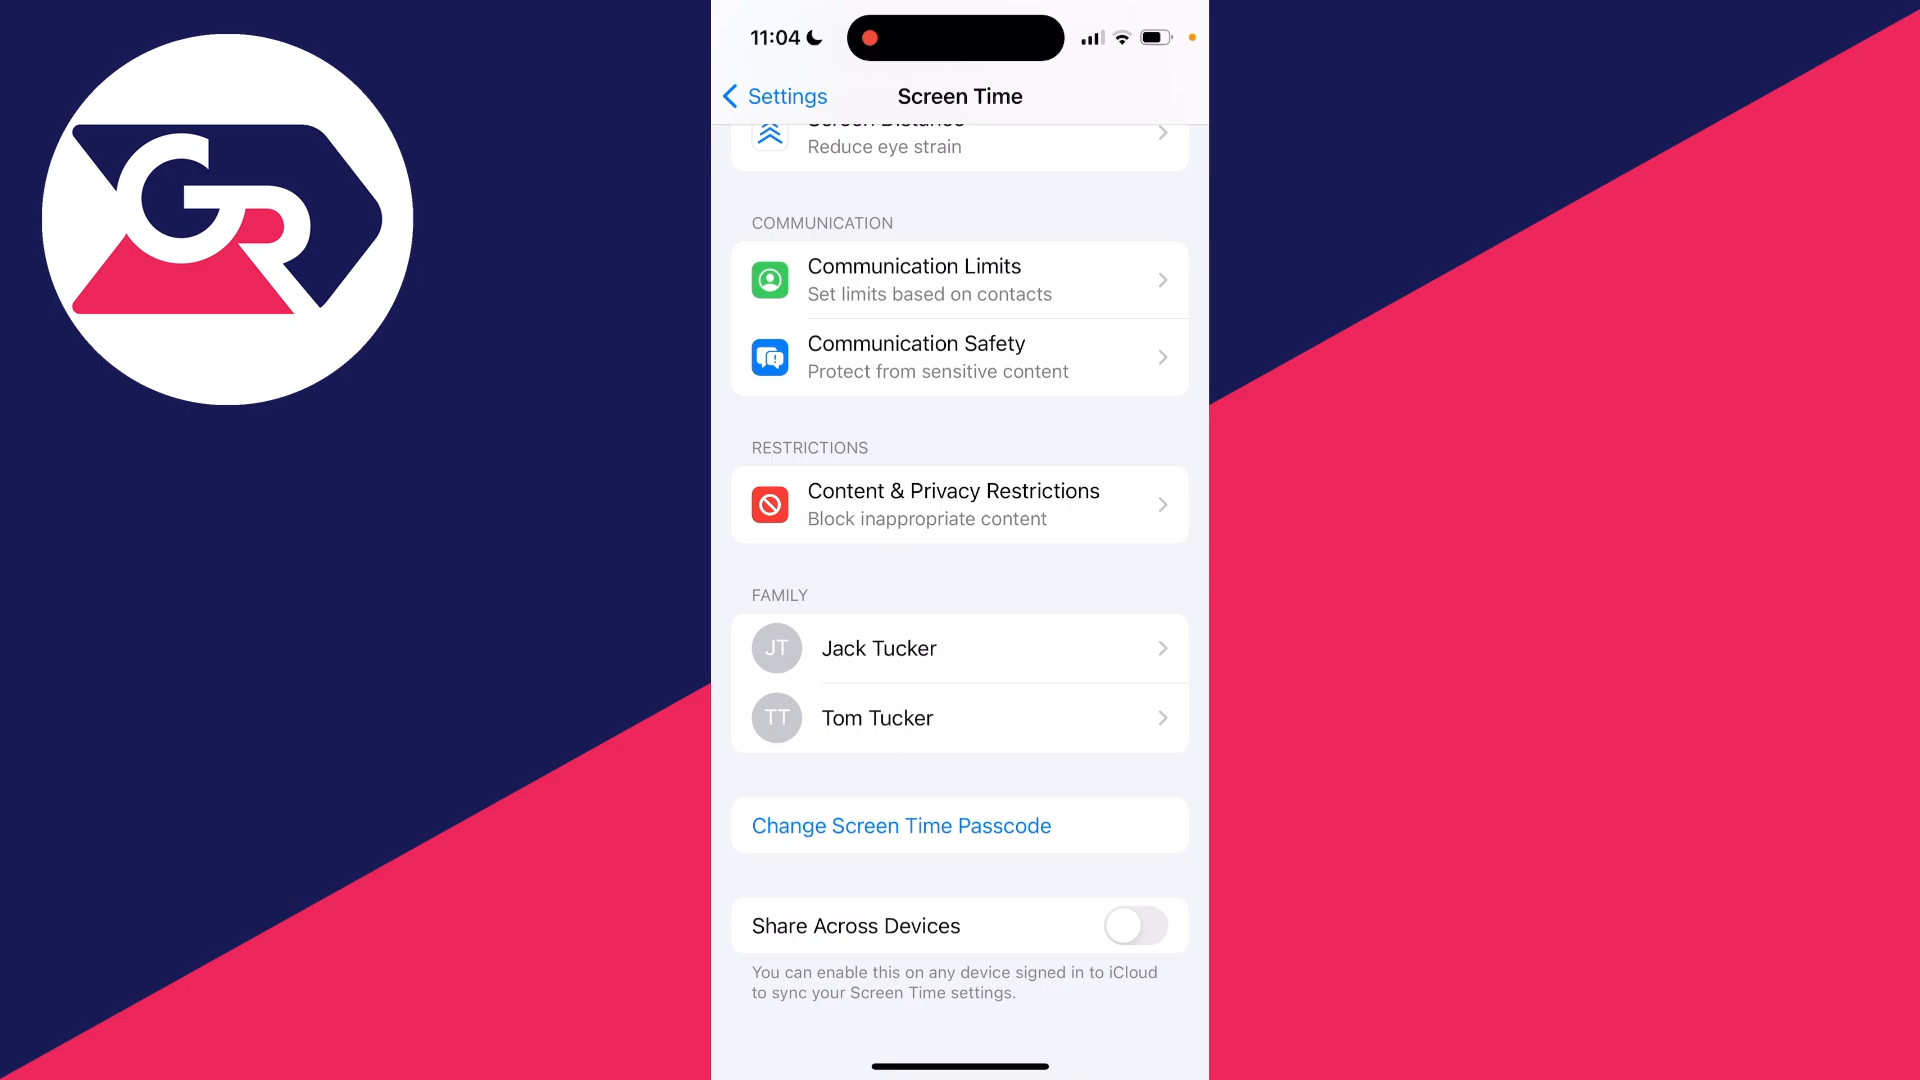 GR
11:04
Settings
Screen Time
Screen Distance
Reduce eye strain
COMMUNICATION
Communication Limits
Set limits based on contacts
Communication Safety
Protect from sensitive content
RESTRICTIONS
Content & Privacy Restrictions
Block inappropriate content
FAMILY
JT
Jack Tucker
TT
Tom Tucker
Change Screen Time Passcode
Share Across Devices
You can enable this on any device signed in to iCloud
to sync your Screen Time settings.